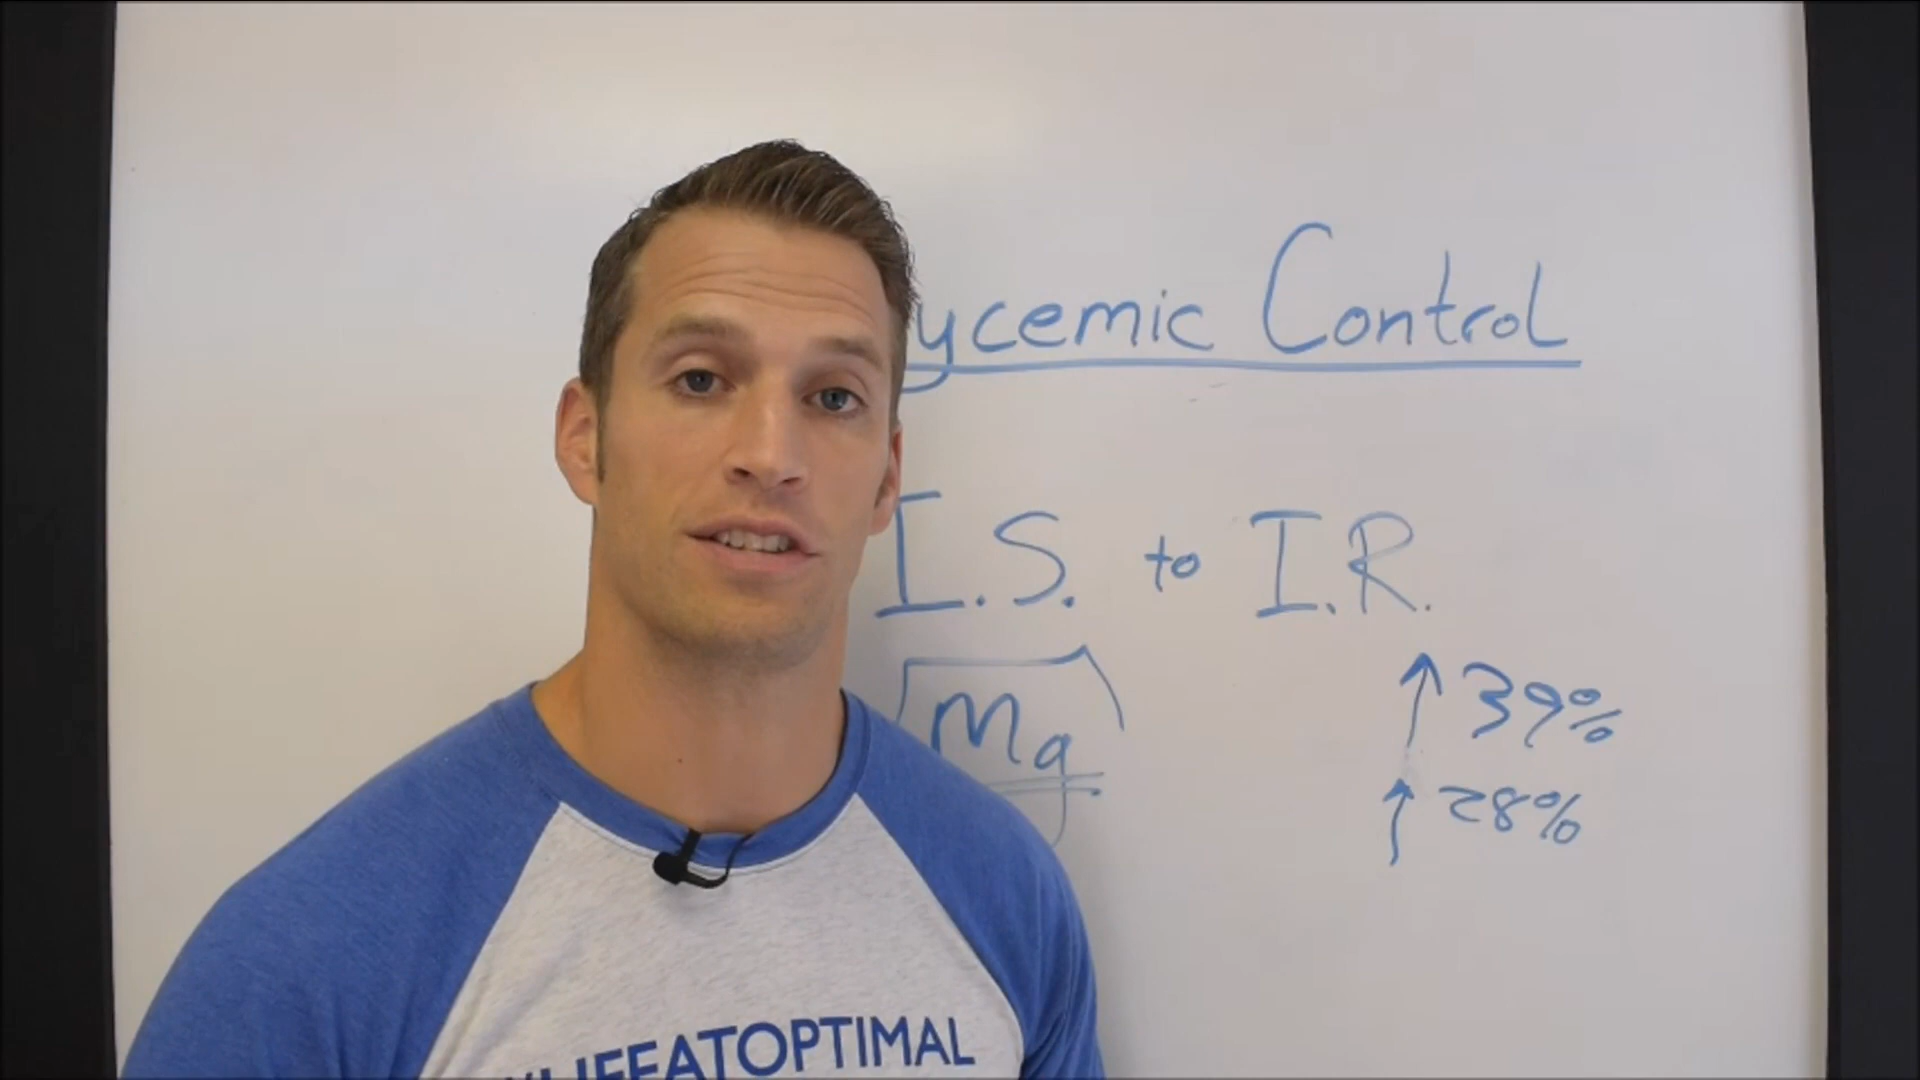 ycemic Control
I.S. to I.R.
Mg
↑ 39%
↑ 28%
#LIFEATOPTIMAL